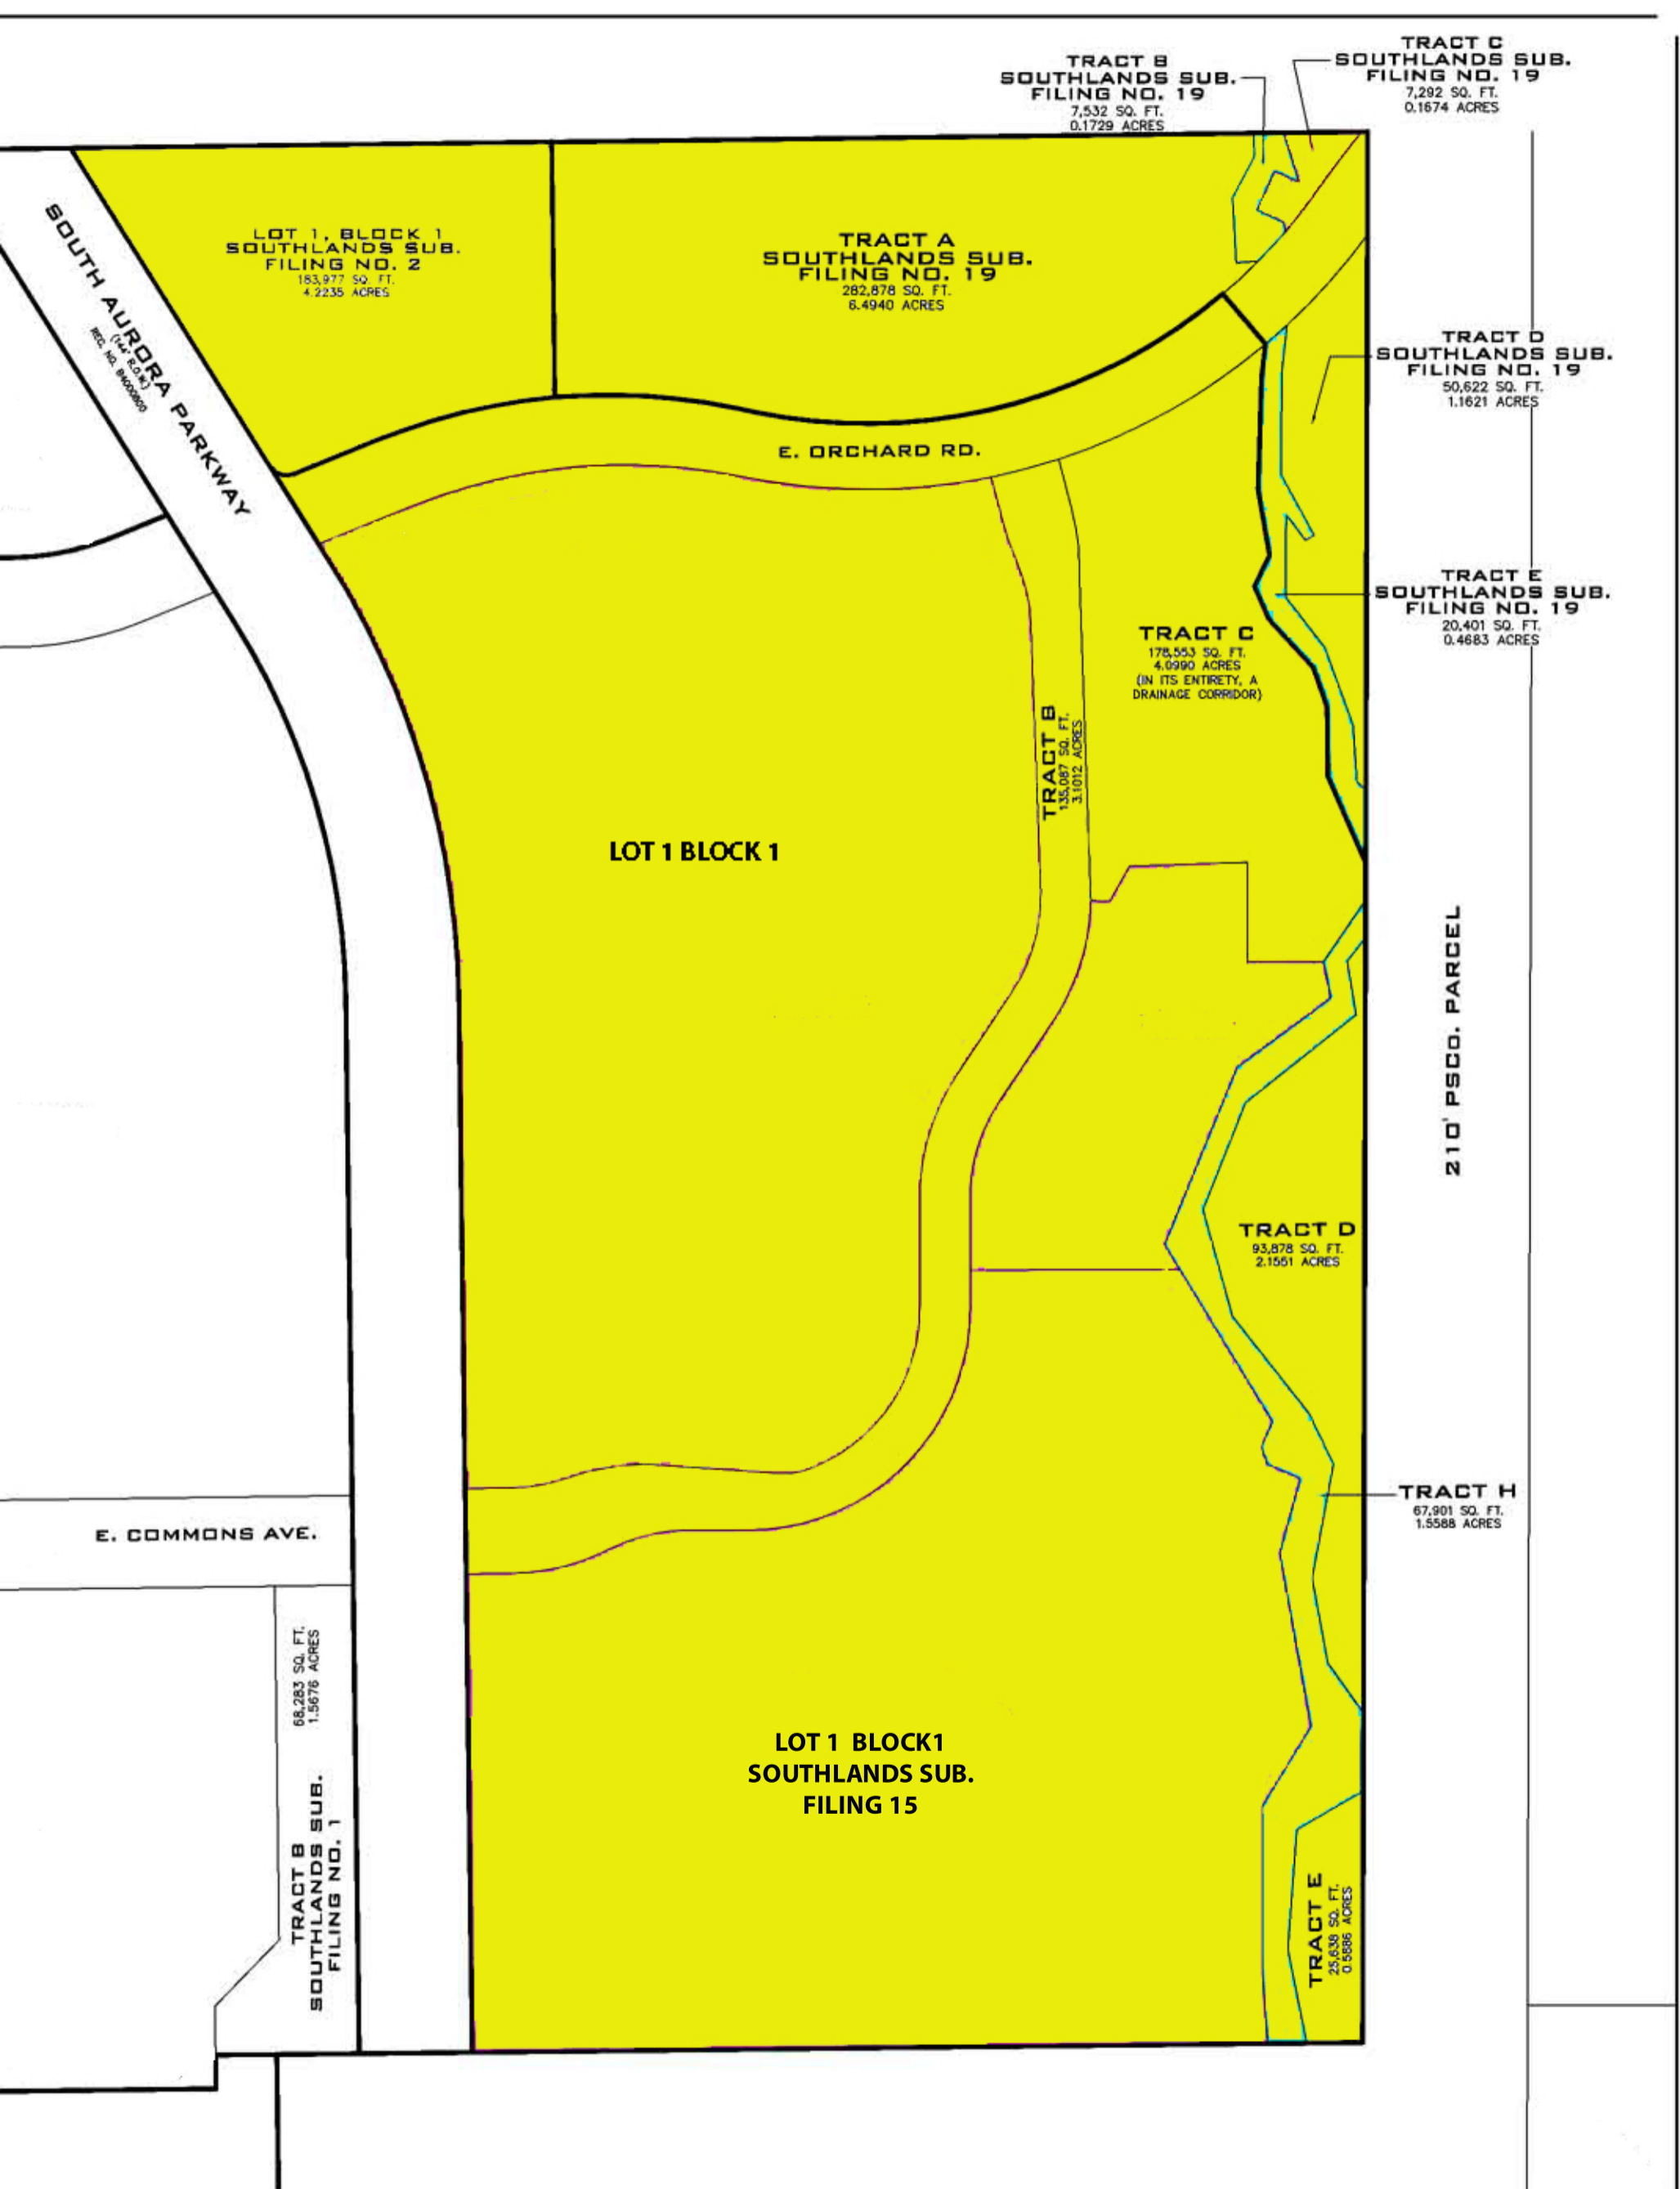 TRACT B
SOUTHLANDS SUB.
FILING NO. 19
7,532 SQ. FT.
0.1729 ACRES
TRACT C
SOUTHLANDS SUB.
FILING NO. 19
7,292 SQ. FT.
0.1674 ACRES
SOUTH AURORA PARKWAY
(144' R.O.W.)
REC. NO. B4000800
LOT 1, BLOCK 1
SOUTHLANDS SUB.
FILING NO. 2
183,977 SQ. FT.
4.2235 ACRES
TRACT A
SOUTHLANDS SUB.
FILING NO. 19
282,878 SQ. FT.
6.4940 ACRES
TRACT D
SOUTHLANDS SUB.
FILING NO. 19
50,622 SQ. FT.
1.1621 ACRES
E. ORCHARD RD.
TRACT E
SOUTHLANDS SUB.
FILING NO. 19
20,401 SQ. FT.
0.4683 ACRES
TRACT C
178,553 SQ. FT.
4.0990 ACRES
(IN ITS ENTIRETY, A
DRAINAGE CORRIDOR)
TRACT B
135,087 SQ. FT.
3.1012 ACRES
LOT 1 BLOCK 1
210' PSCO. PARCEL
TRACT D
93,878 SQ. FT.
2.1551 ACRES
TRACT H
67,901 SQ. FT.
1.5588 ACRES
E. COMMONS AVE.
68,283 SQ. FT.
1.5676 ACRES
TRACT B
SOUTHLANDS SUB.
FILING NO. 1
LOT 1 BLOCK1
SOUTHLANDS SUB.
FILING 15
TRACT E
25,638 SQ. FT.
0.5886 ACRES